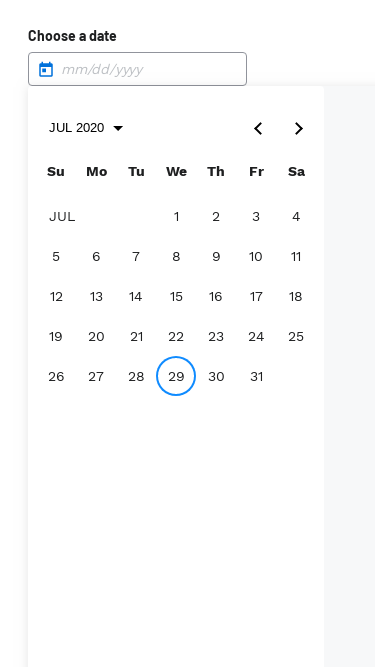 Choose a date
mm/dd/yyyy
JUL 2020
Su Mo Tu We Th Fr Sa
JUL 1 2 3 4
5 6 7 8 9 10 11
12 13 14 15 16 17 18
19 20 21 22 23 24 25
26 27 28 29 30 31